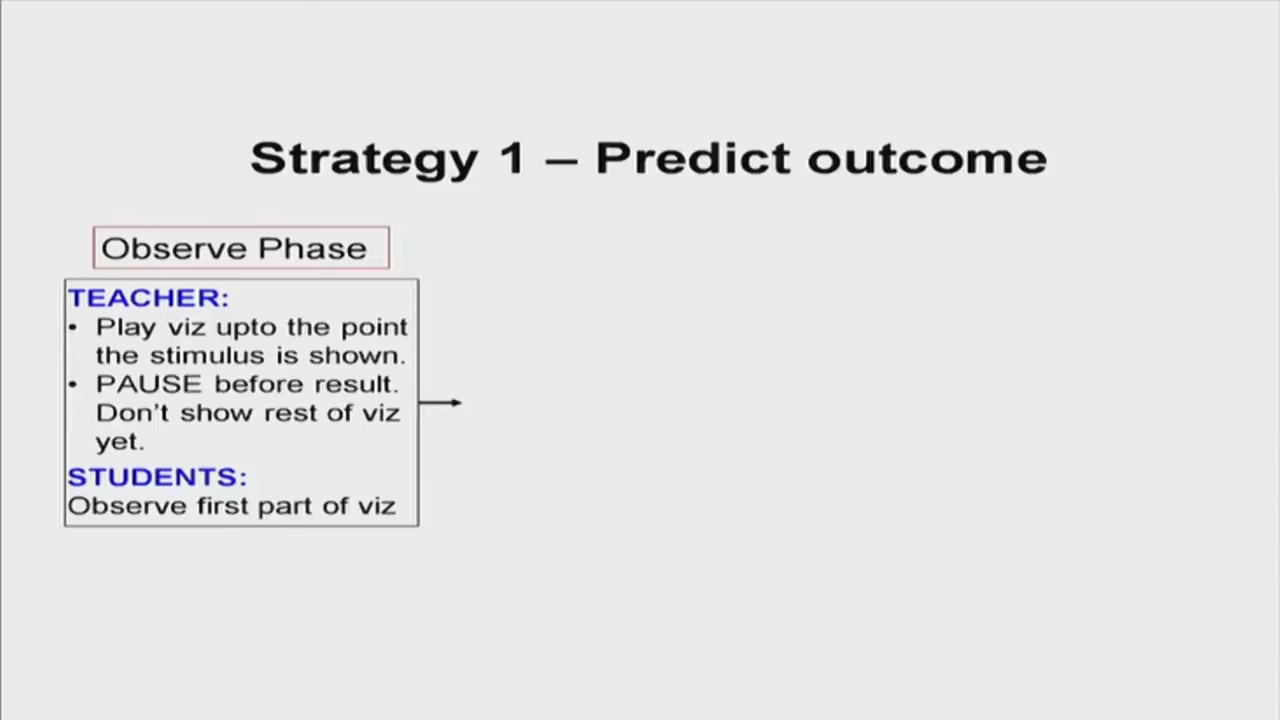 Strategy 1 – Predict outcome
Observe Phase
TEACHER:
• Play viz upto the point
the stimulus is shown.
• PAUSE before result.
Don't show rest of viz
yet.
STUDENTS:
Observe first part of viz